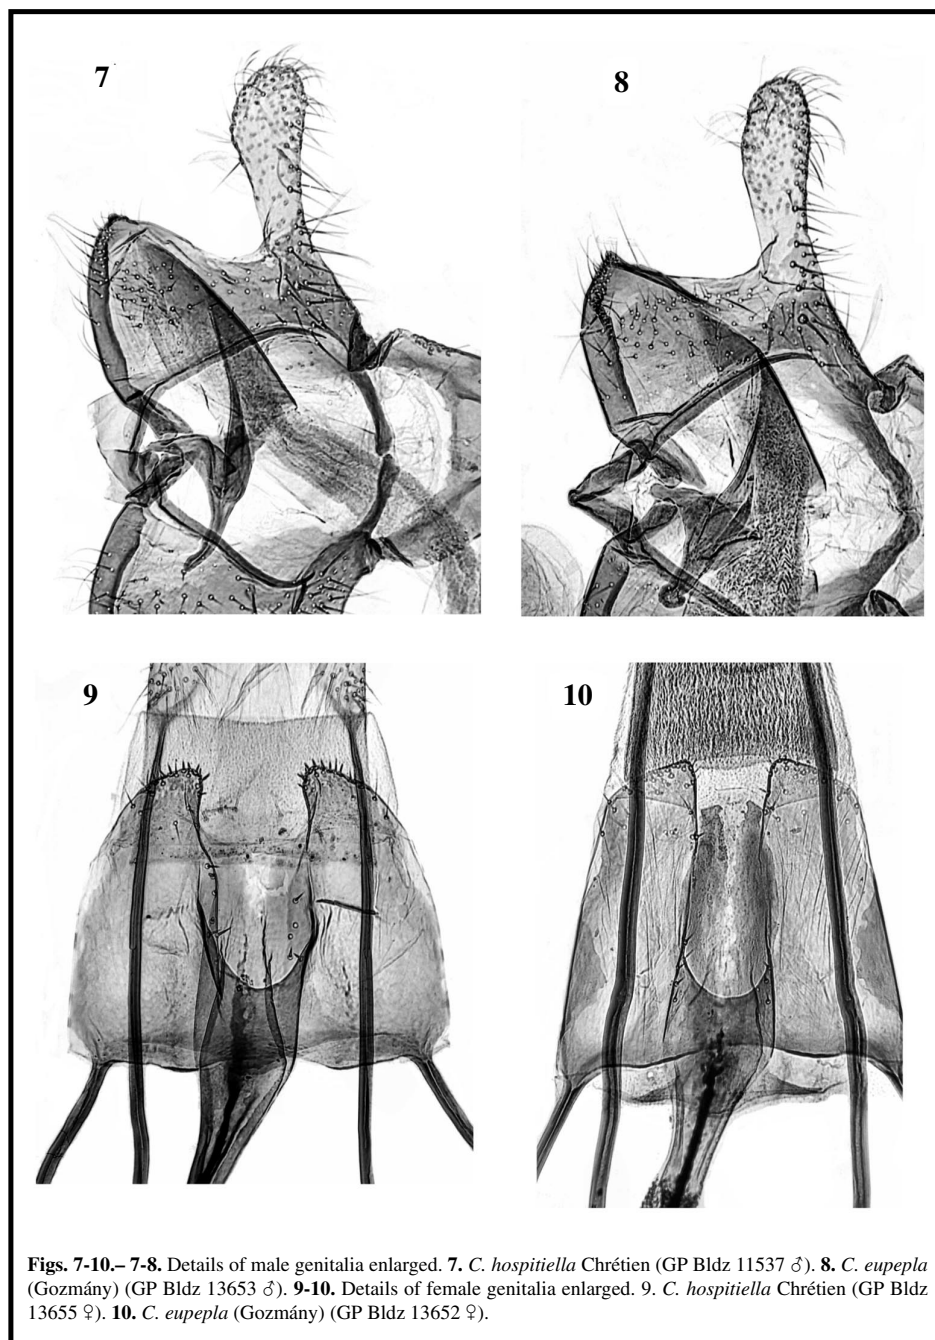 7
8
9
10
Figs. 7-10.– 7-8. Details of male genitalia enlarged. 7. C. hospitiella Chrétien (GP Bldz 11537 ♂). 8. C. eupepla
(Gozmány) (GP Bldz 13653 ♂). 9-10. Details of female genitalia enlarged. 9. C. hospitiella Chrétien (GP Bldz
13655 ♀). 10. C. eupepla (Gozmány) (GP Bldz 13652 ♀).